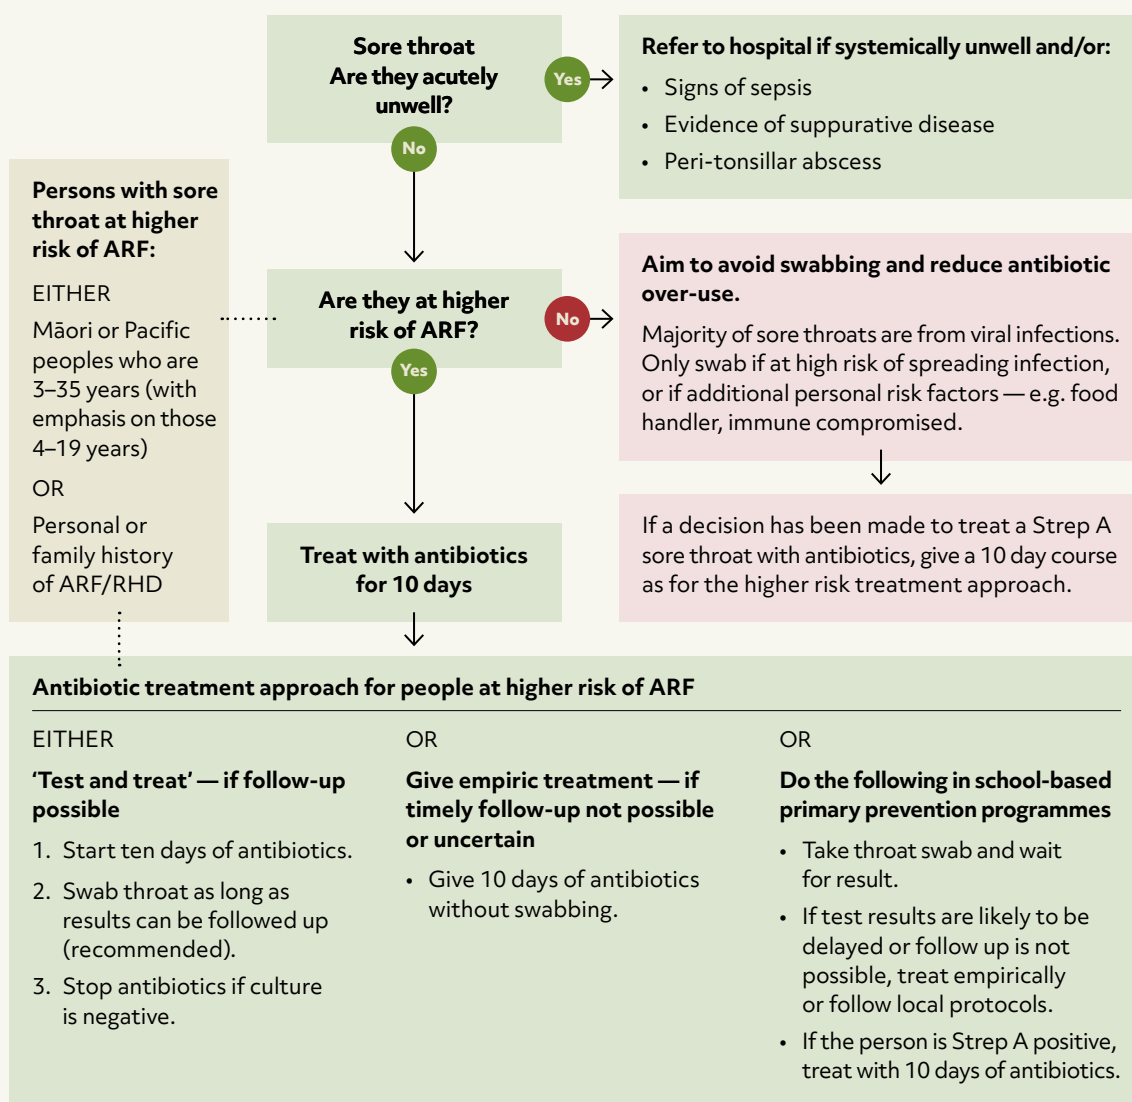 Sore throat
Are they acutely
unwell?
Yes
No
Refer to hospital if systemically unwell and/or:
• Signs of sepsis
• Evidence of suppurative disease
• Peri-tonsillar abscess
Persons with sore
throat at higher
risk of ARF:
EITHER
Māori or Pacific
peoples who are
3–35 years (with
emphasis on those
4–19 years)
OR
Personal or
family history
of ARF/RHD
Are they at higher
risk of ARF?
No
Yes
Aim to avoid swabbing and reduce antibiotic
over-use.
Majority of sore throats are from viral infections.
Only swab if at high risk of spreading infection,
or if additional personal risk factors — e.g. food
handler, immune compromised.
If a decision has been made to treat a Strep A
sore throat with antibiotics, give a 10 day course
as for the higher risk treatment approach.
Treat with antibiotics
for 10 days
Antibiotic treatment approach for people at higher risk of ARF
EITHER
‘Test and treat’ — if follow-up
possible
1. Start ten days of antibiotics.
2. Swab throat as long as
results can be followed up
(recommended).
3. Stop antibiotics if culture
is negative.
OR
Give empiric treatment — if
timely follow-up not possible
or uncertain
• Give 10 days of antibiotics
without swabbing.
OR
Do the following in school-based
primary prevention programmes
• Take throat swab and wait
for result.
• If test results are likely to be
delayed or follow up is not
possible, treat empirically
or follow local protocols.
• If the person is Strep A positive,
treat with 10 days of antibiotics.